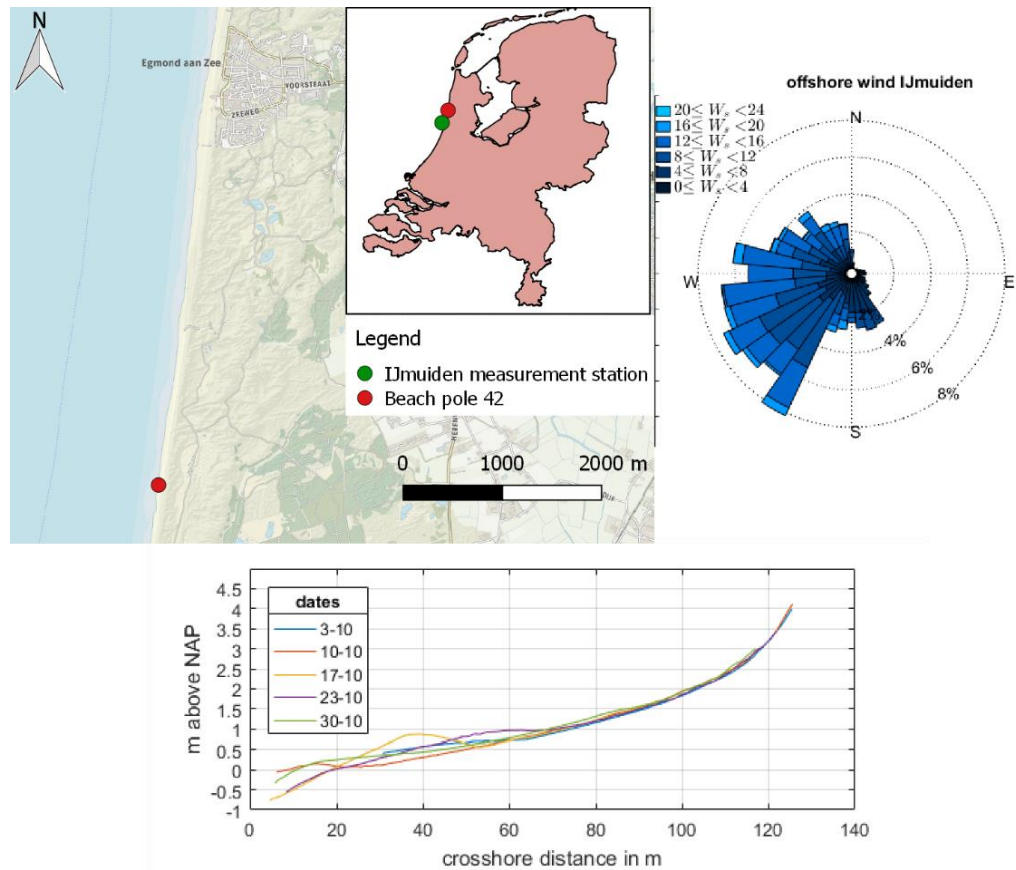 N
Egmond aan Zee
VOORSTRAAT
ZEEWEG
Legend
IJmuiden measurement station
Beach pole 42
0 1000 2000 m
offshore wind IJmuiden
20≤ W_s <24
16≤ W_s <20
12≤ W_s <16
8≤ W_s <12
4≤ W_s <8
0≤ W_s <4
N
W
E
S
2%
4%
6%
8%
dates
3-10
10-10
17-10
23-10
30-10
m above NAP
4.5
4
3.5
3
2.5
2
1.5
1
0.5
0
-0.5
-1
0 20 40 60 80 100 120 140
crosshore distance in m